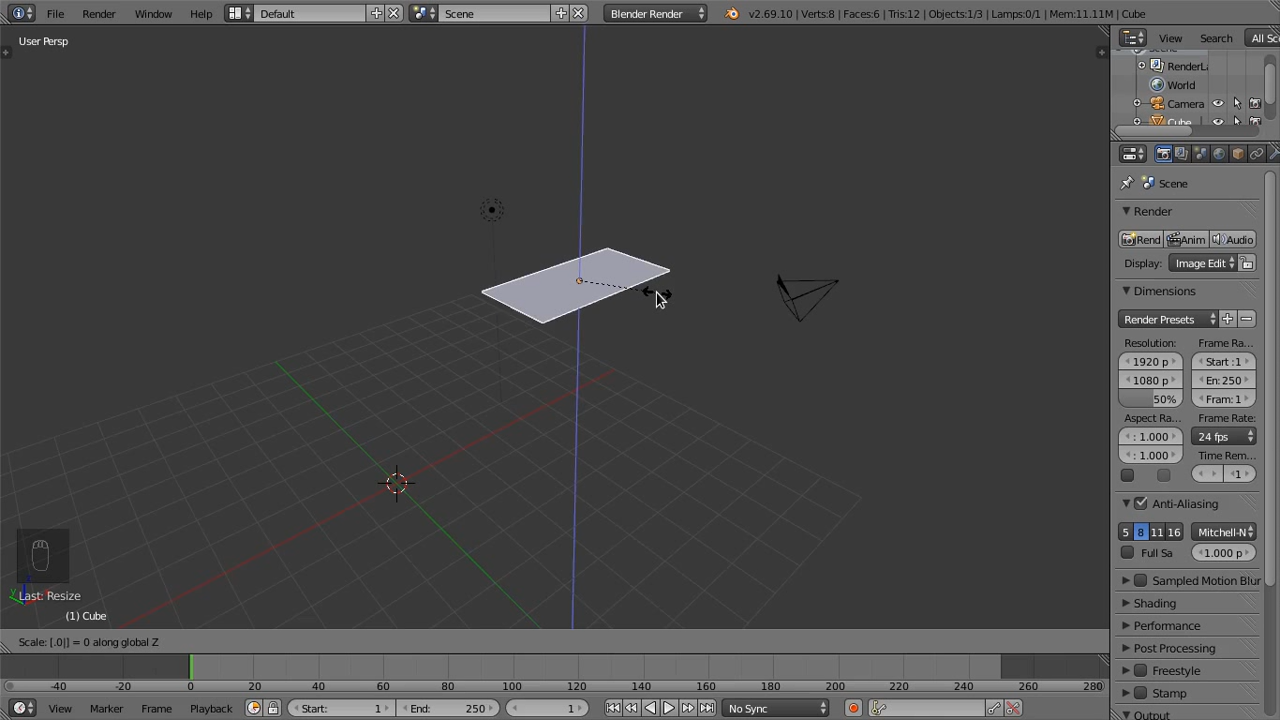 File Render Window Help Default Scene Blender Render v2.69.10 | Verts:8 | Faces:6 | Tris:12 | Objects:1/3 | Lamps:0/1 | Mem:11.11M | Cube
User Persp
View Search All Sc
RenderLa
World
Camera
Cube
Scene
Render
Rend Anim Audio
Display: Image Edit
Dimensions
Render Presets
Resolution: Frame Ra...
1920 p Start :1
1080 p En: 250
50% Fram: 1
Aspect Ra... Frame Rate:
: 1.000 24 fps
: 1.000 Time Rem...
1
Anti-Aliasing
5 8 11 16 Mitchell-N
Full Sa 1.000 p
Sampled Motion Blur
Shading
Performance
Post Processing
Freestyle
Stamp
Output
Last: Resize
(1) Cube
Scale: [.0|] = 0 along global Z
-40 -20 0 20 40 60 80 100 120 140 160 180 200 220 240 260 280
View Marker Frame Playback Start: 1 End: 250 1 No Sync